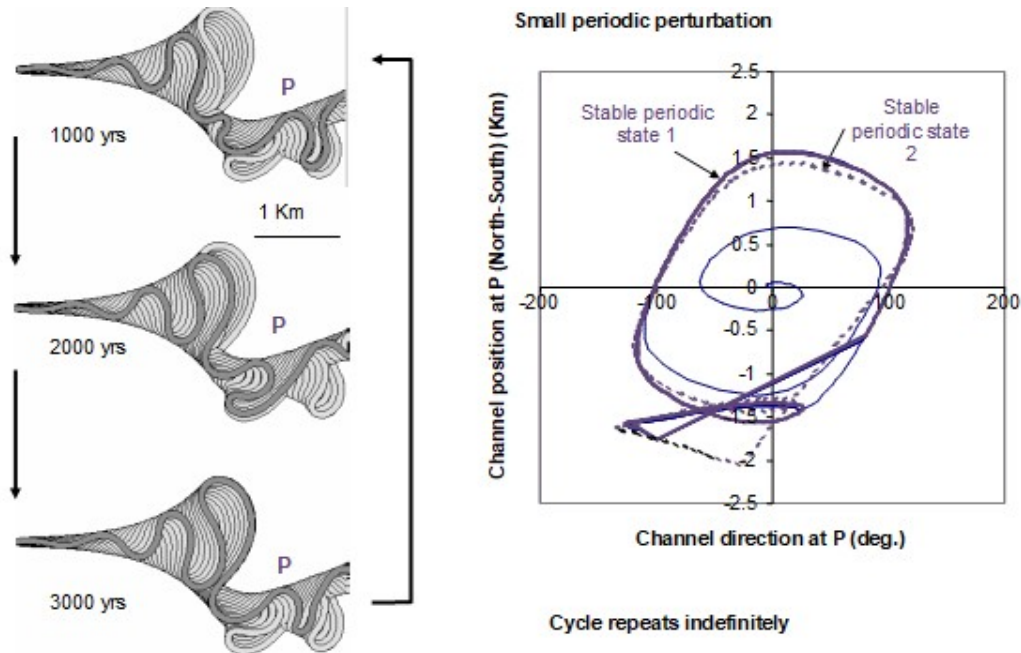 P
1000 yrs
1 Km
P
2000 yrs
P
3000 yrs
Small periodic perturbation
Channel position at P (North-South) (Km)
2.5
2
1.5
1
0.5
0
-0.5
-1
-1.5
-2
-2.5
-200
-100
0
100
200
Stable periodic
state 1
Stable
periodic state
2
Channel direction at P (deg.)
Cycle repeats indefinitely